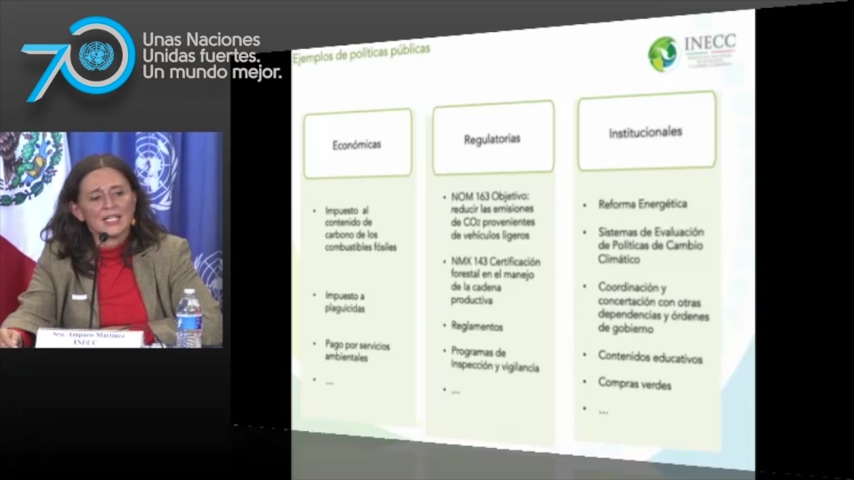 70
Unas Naciones
Unidas fuertes.
Un mundo mejor.
Ejemplos de políticas públicas
INECC
Económicas
• Impuesto al
contenido de
carbono de los
combustibles fósiles
• Impuesto a
plaguicidas
• Pago por servicios
ambientales
• ...
Regulatorias
• NOM 163 Objetivo:
reducir las emisiones
de CO2 provenientes
de vehículos ligeros
• NMX 143 Certificación
forestal en el manejo
de la cadena
productiva
• Reglamentos
• Programas de
Inspección y vigilancia
• ...
Institucionales
• Reforma Energética
• Sistemas de Evaluación
de Políticas de Cambio
Climático
• Coordinación y
concertación con otras
dependencias y órdenes
de gobierno
• Contenidos educativos
• Compras verdes
• ...
Amparo Martínez
INECC